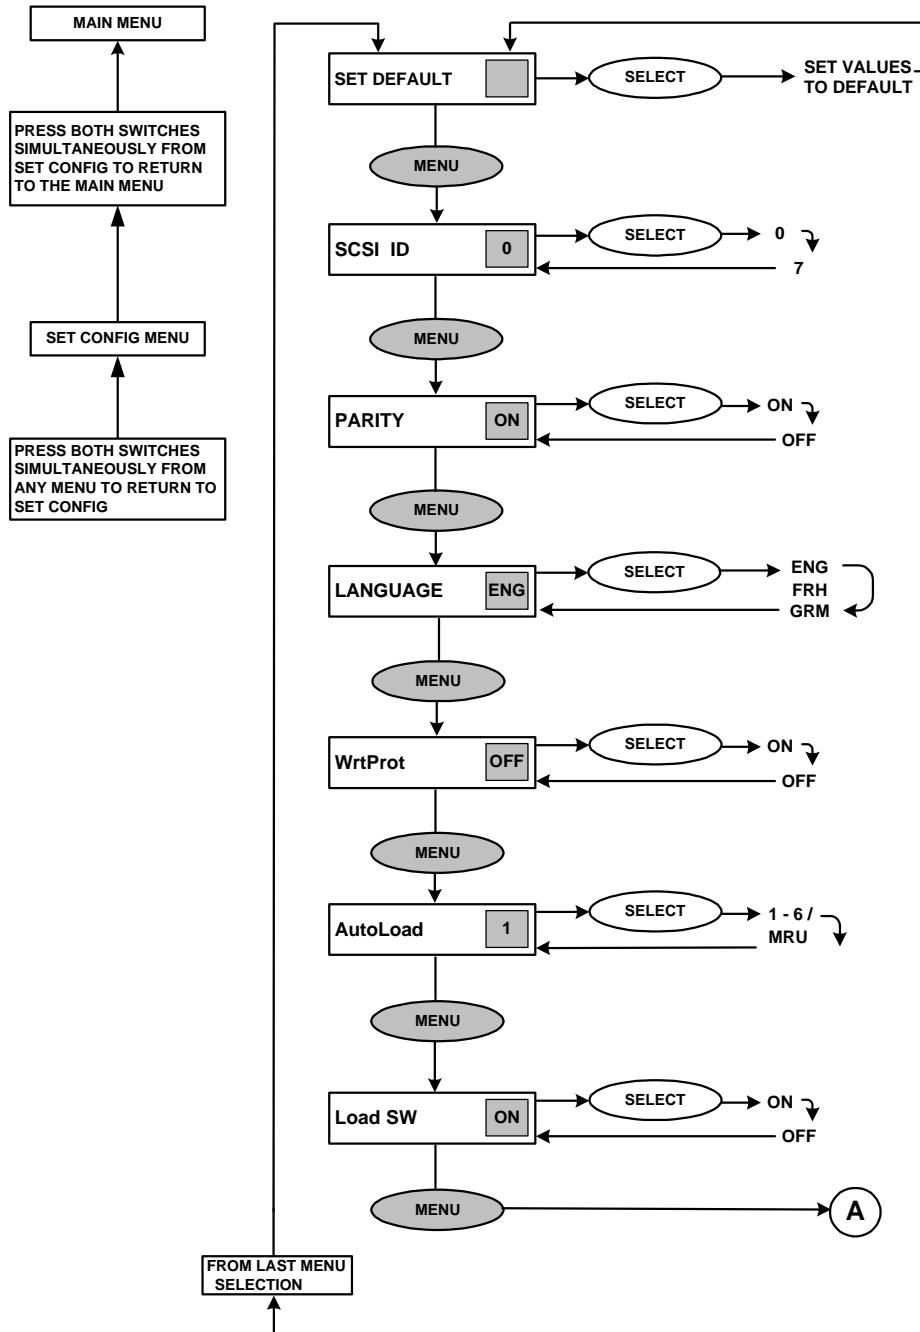 MAIN MENU
PRESS BOTH SWITCHES
SIMULTANEOUSLY FROM
SET CONFIG TO RETURN
TO THE MAIN MENU
SET CONFIG MENU
PRESS BOTH SWITCHES
SIMULTANEOUSLY FROM
ANY MENU TO RETURN TO
SET CONFIG
SET DEFAULT
SELECT
SET VALUES
TO DEFAULT
MENU
SCSI ID 0
SELECT
0
7
MENU
PARITY ON
SELECT
ON
OFF
MENU
LANGUAGE ENG
SELECT
ENG
FRH
GRM
MENU
WrtProt OFF
SELECT
ON
OFF
MENU
AutoLoad 1
SELECT
1 - 6 /
MRU
MENU
Load SW ON
SELECT
ON
OFF
MENU
A
FROM LAST MENU
SELECTION